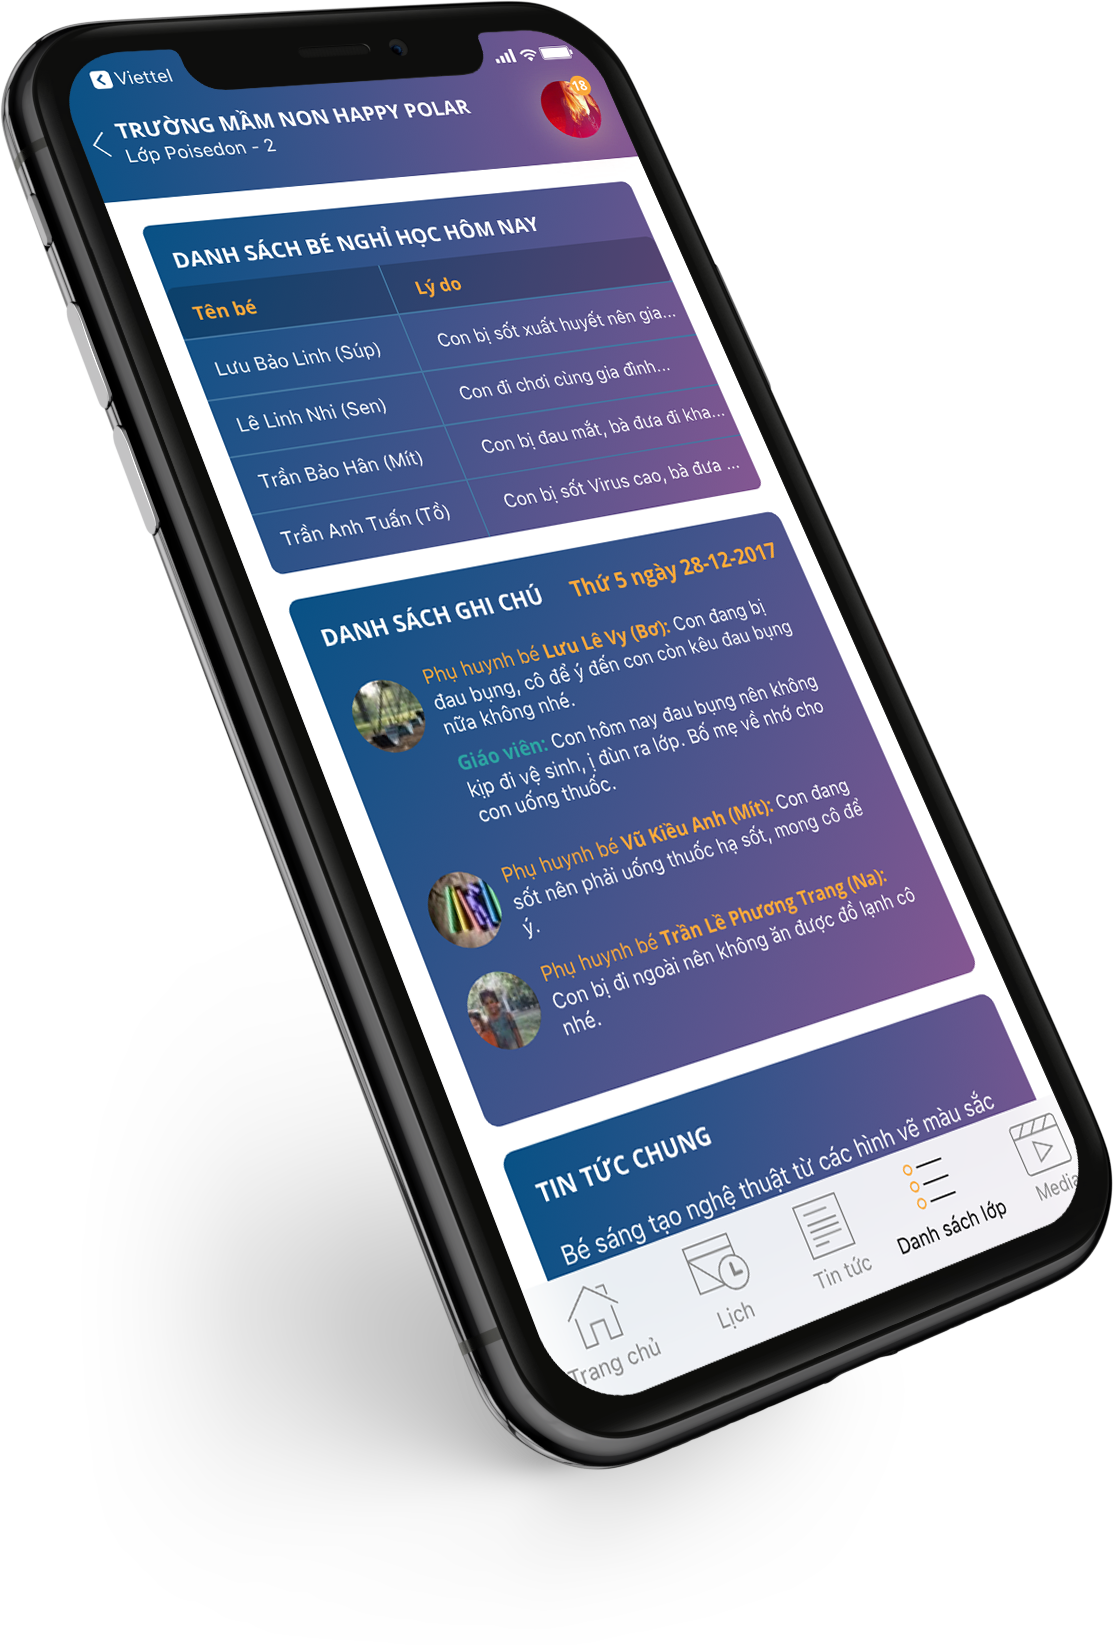 Viettel
18
TRƯỜNG MẦM NON HAPPY POLAR
Lớp Poisedon - 2
DANH SÁCH BÉ NGHỈ HỌC HÔM NAY
Tên bé Lý do
Lưu Bảo Linh (Súp) Con bị sốt xuất huyết nên gia...
Lê Linh Nhi (Sen) Con đi chơi cùng gia đình...
Trần Bảo Hân (Mít) Con bị đau mắt, bà đưa đi kha...
Trần Anh Tuấn (Tồ) Con bị sốt Virus cao, bà đưa ...
DANH SÁCH GHI CHÚ Thứ 5 ngày 28-12-2017
Phụ huynh bé Lưu Lê Vy (Bơ): Con đang bị
đau bụng, cô để ý đến con còn kêu đau bụng
nữa không nhé.
Giáo viên: Con hôm nay đau bụng nên không
kịp đi vệ sinh, ị đùn ra lớp. Bố mẹ về nhớ cho
con uống thuốc.
Phụ huynh bé Vũ Kiều Anh (Mít): Con đang
sốt nên phải uống thuốc hạ sốt, mong cô để
ý.
Phụ huynh bé Trần Lề Phương Trang (Na):
Con bị đi ngoài nên không ăn được đồ lạnh cô
nhé.
TIN TỨC CHUNG
Bé sáng tạo nghệ thuật từ các hình vẽ màu sắc
Trang chủ
Lịch
Tin tức
Danh sách lớp
Media